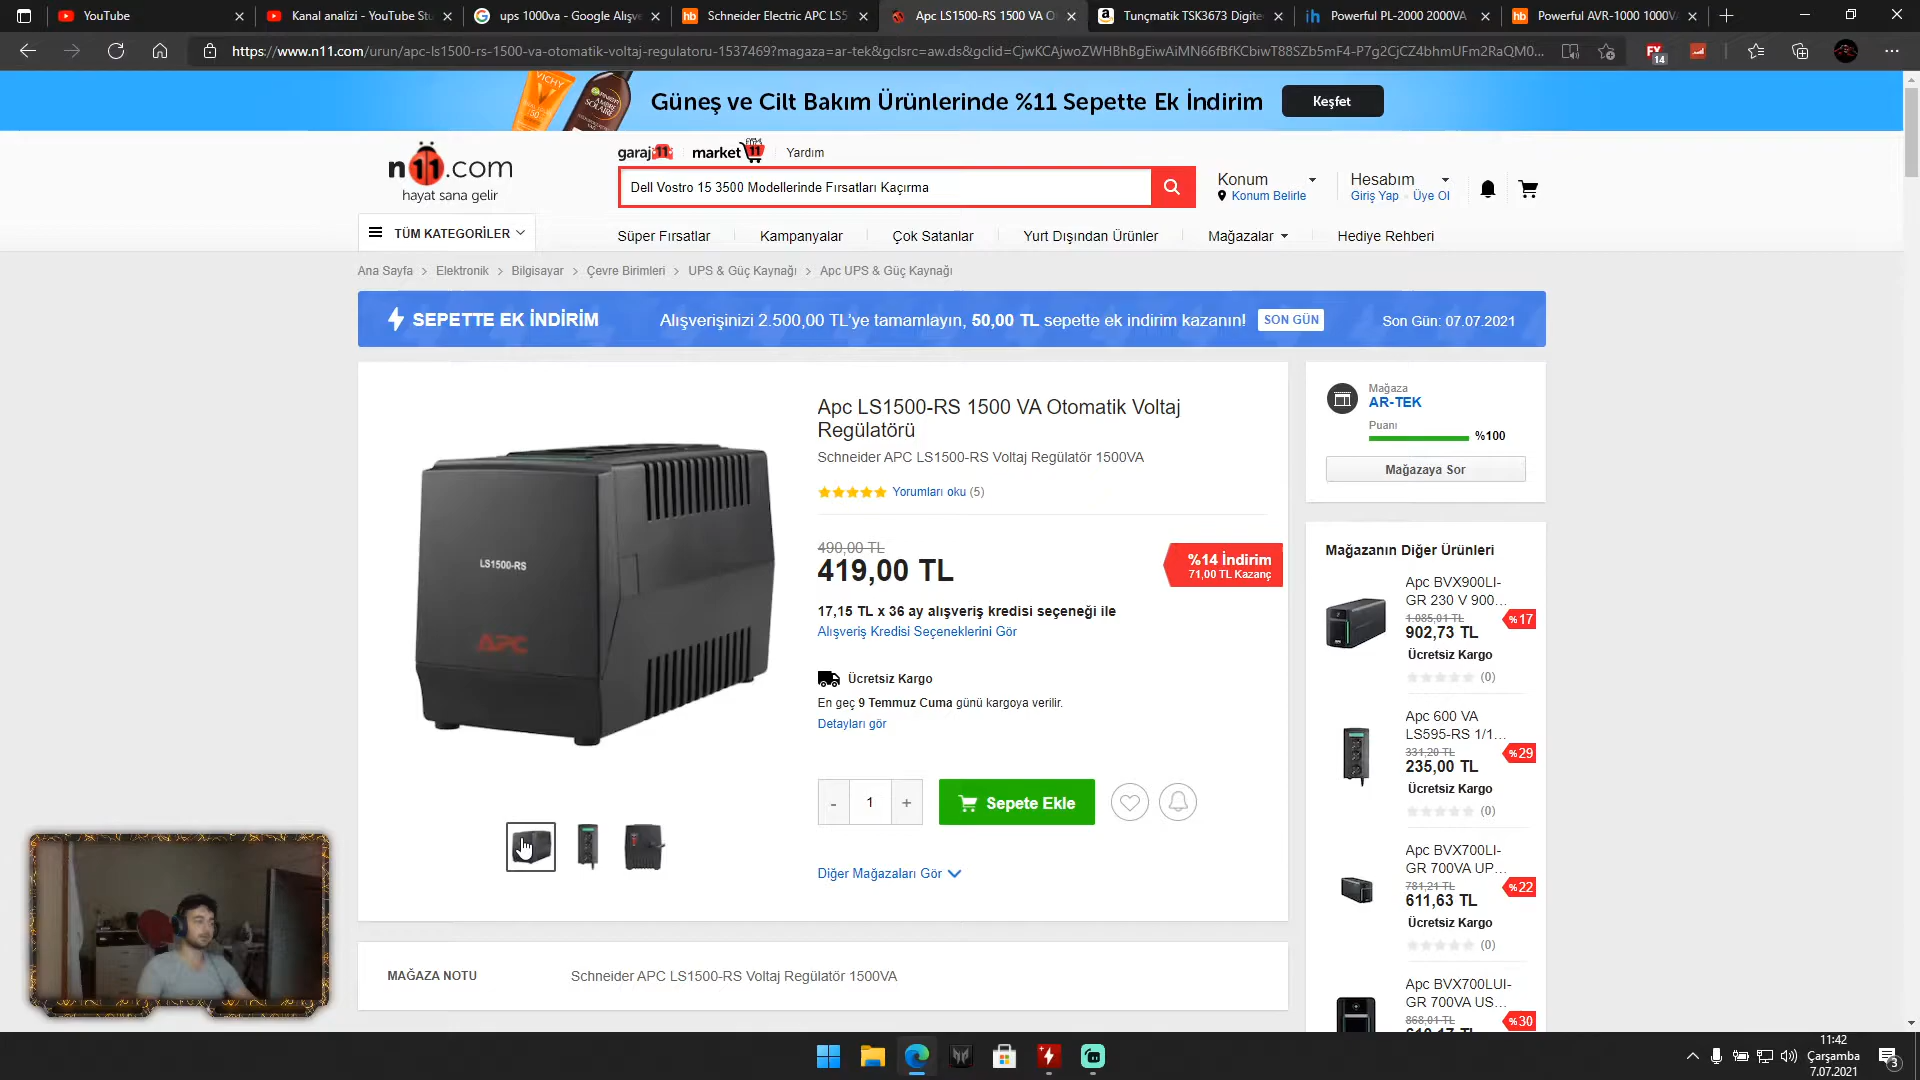 YouTube
Kanal analizi - YouTube Stu
ups 1000va - Google Alışve
Schneider Electric APC LS5
Apc LS1500-RS 1500 VA O
Tunçmatik TSK3673 Digitec
Powerful PL-2000 2000VA
Powerful AVR-1000 1000V
https://www.n11.com/urun/apc-ls1500-rs-1500-va-otomatik-voltaj-regulatoru-1537469?magaza=ar-tek&gclsrc=aw.ds&gclid=CjwKCAjwoZWHBhBgEiwAiMN66fBfKCbiwT88SZb5mF4-P7g2CjCZ4bhmUFm2RaQM0...
14
VICHY
Güneş ve Cilt Bakım Ürünlerinde %11 Sepette Ek İndirim
Keşfet
n11.com
hayat sana gelir
garaj11
market11
Yardım
Dell Vostro 15 3500 Modellerinde Fırsatları Kaçırma
Konum
Konum Belirle
Hesabım
Giriş Yap - Üye Ol
TÜM KATEGORİLER
Süper Fırsatlar
Kampanyalar
Çok Satanlar
Yurt Dışından Ürünler
Mağazalar
Hediye Rehberi
Ana Sayfa > Elektronik > Bilgisayar > Çevre Birimleri > UPS & Güç Kaynağı > Apc UPS & Güç Kaynağı
SEPETTE EK İNDİRİM
Alışverişinizi 2.500,00 TL'ye tamamlayın, 50,00 TL sepette ek indirim kazanın!
SON GÜN
Son Gün: 07.07.2021
LS1500-RS
APC
Apc LS1500-RS 1500 VA Otomatik Voltaj
Regülatörü
Schneider APC LS1500-RS Voltaj Regülatör 1500VA
Yorumları oku (5)
490,00 TL
419,00 TL
%14 İndirim
71,00 TL Kazanç
17,15 TL x 36 ay alışveriş kredisi seçeneği ile
Alışveriş Kredisi Seçeneklerini Gör
Ücretsiz Kargo
En geç 9 Temmuz Cuma günü kargoya verilir.
Detayları gör
- 1 +
Sepete Ekle
Diğer Mağazaları Gör
MAĞAZA NOTU
Schneider APC LS1500-RS Voltaj Regülatör 1500VA
Mağaza
AR-TEK
Puanı
%100
Mağazaya Sor
Mağazanın Diğer Ürünleri
Apc BVX900LI-
GR 230 V 900...
1.085,01 TL
902,73 TL
%17
Ücretsiz Kargo
(0)
Apc 600 VA
LS595-RS 1/1...
331,20 TL
235,00 TL
%29
Ücretsiz Kargo
(0)
Apc BVX700LI-
GR 700VA UP...
781,21 TL
611,63 TL
%22
Ücretsiz Kargo
(0)
Apc BVX700LUI-
GR 700VA US...
868,01 TL
%30
11:42
Çarşamba
7.07.2021
3